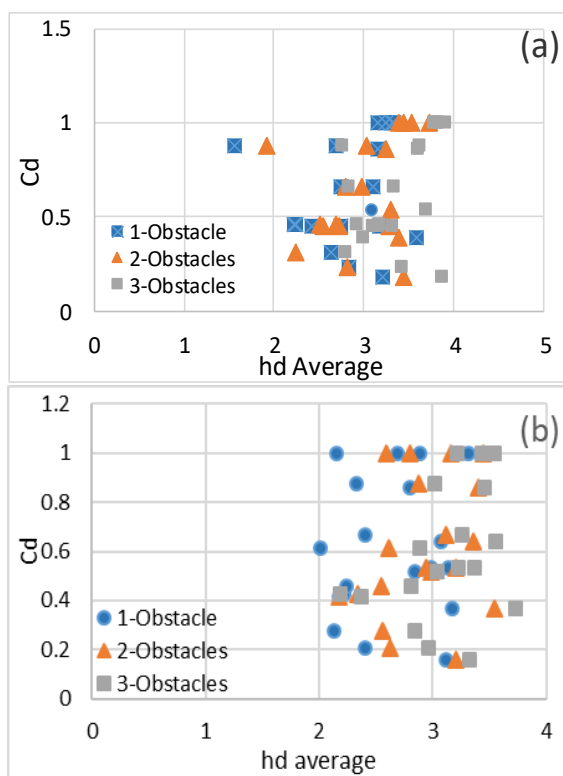 (a)
1.5
1
0.5
0
Cd
1-Obstacle
2-Obstacles
3-Obstacles
0 1 2 3 4 5
hd Average
(b)
1.2
1
0.8
0.6
0.4
0.2
0
Cd
1-Obstacle
2-Obstacles
3-Obstacles
0 1 2 3 4
hd average